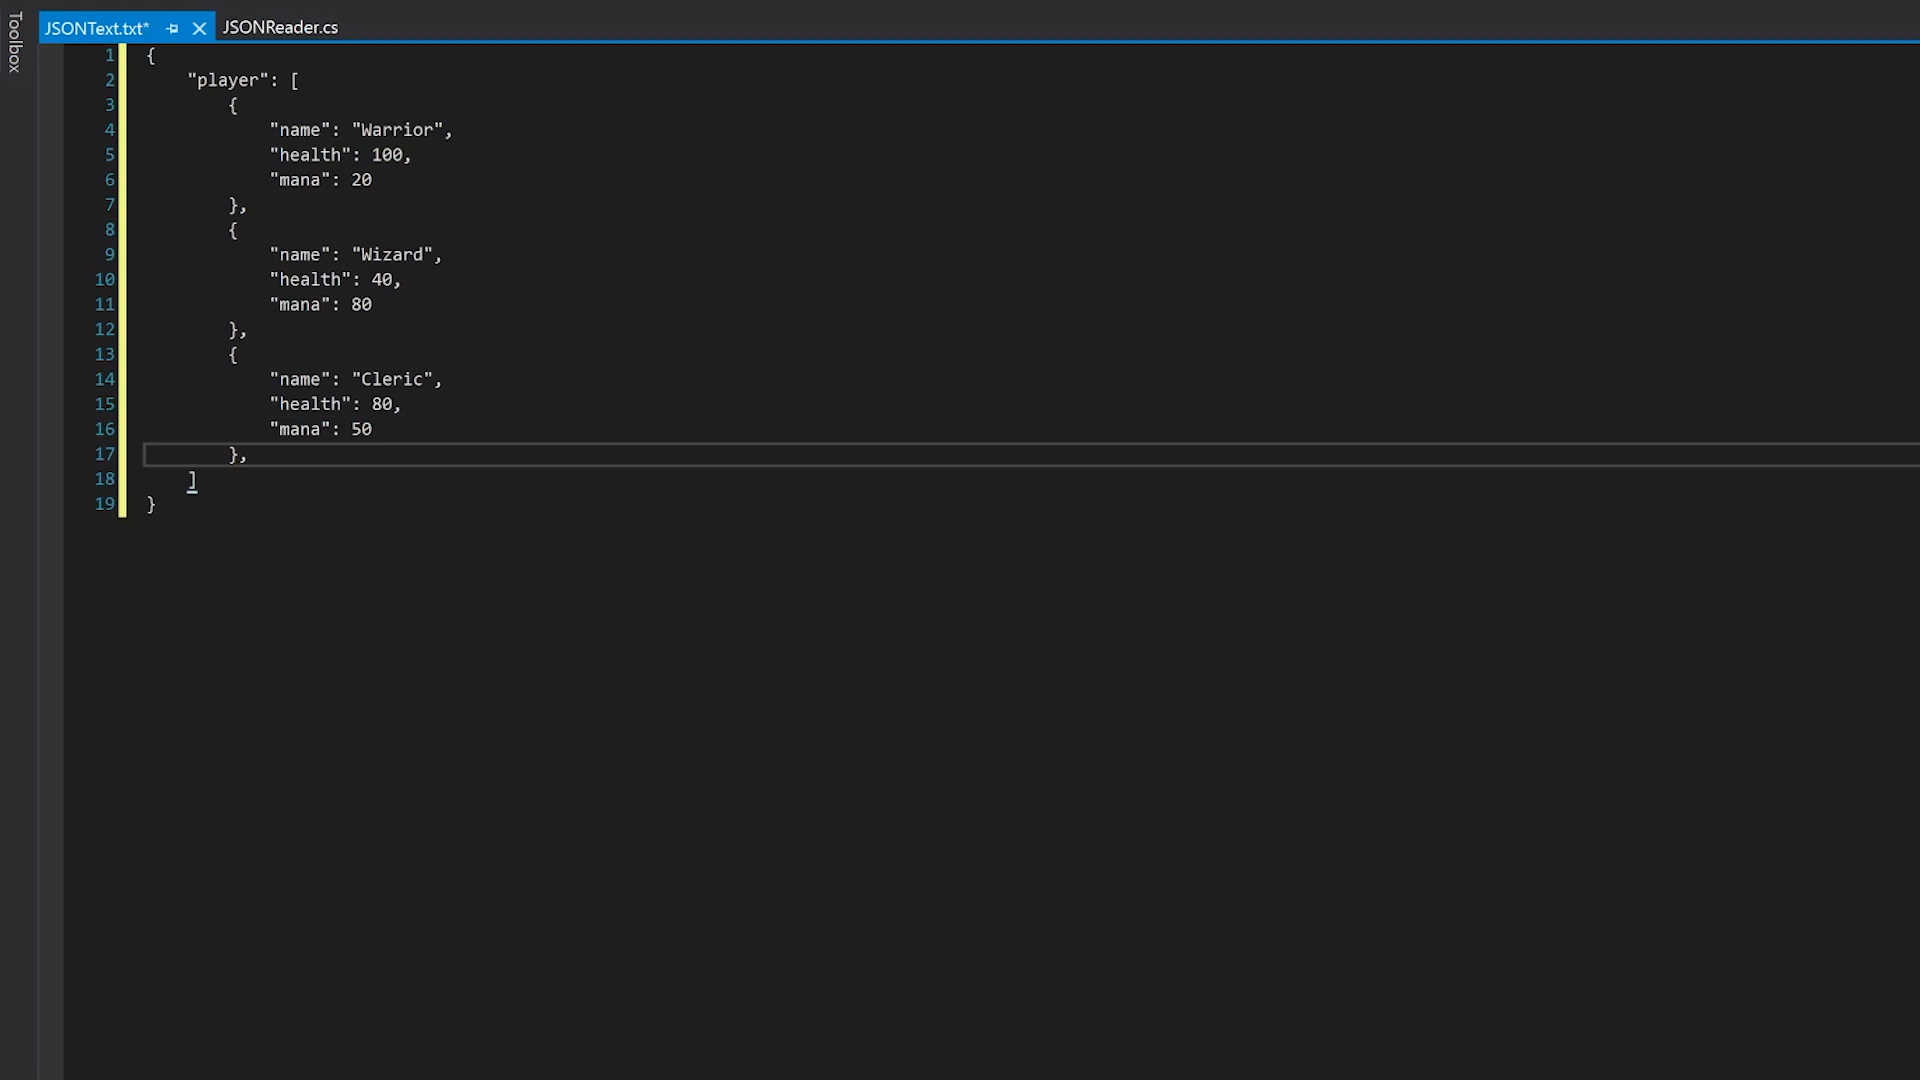 Toolbox
JSONText.txt*
JSONReader.cs
1 {
2 "player": [
3 {
4 "name": "Warrior",
5 "health": 100,
6 "mana": 20
7 },
8 {
9 "name": "Wizard",
10 "health": 40,
11 "mana": 80
12 },
13 {
14 "name": "Cleric",
15 "health": 80,
16 "mana": 50
17 },
18 ]
19 }